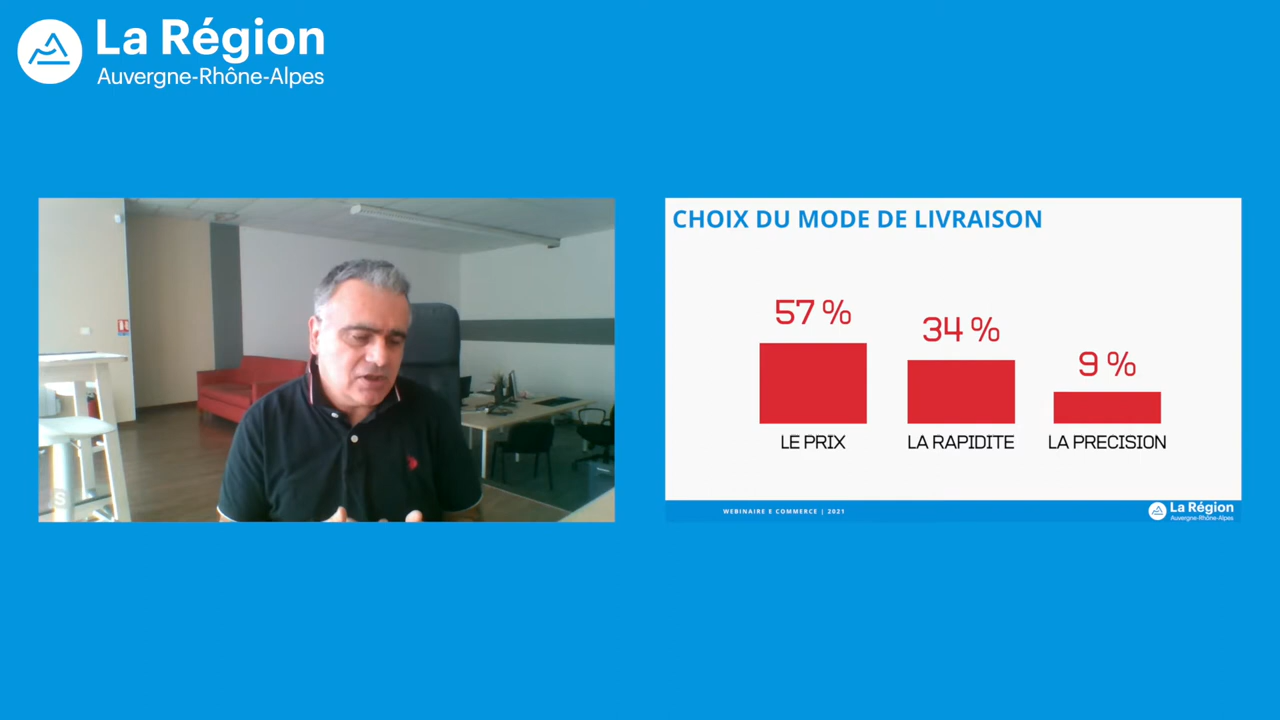 La Région
Auvergne-Rhône-Alpes
CHOIX DU MODE DE LIVRAISON
57 %
34 %
9 %
LE PRIX
LA RAPIDITE
LA PRECISION
WEBINAIRE E COMMERCE | 2021
La Région
Auvergne-Rhône-Alpes
S